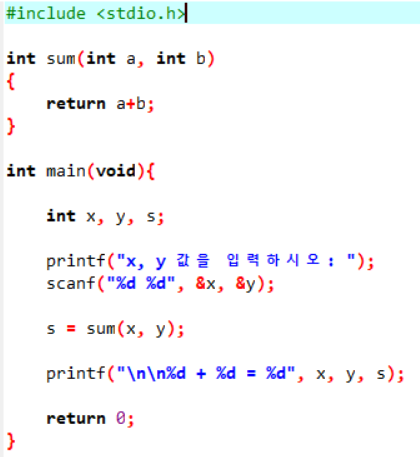 #include <stdio.h>
int sum(int a, int b)
{
    return a+b;
}
int main(void){
    int x, y, s;
    printf("x, y 값을 입력하시오: ");
    scanf("%d %d", &x, &y);
    s = sum(x, y);
    printf("\n\n%d + %d = %d", x, y, s);
    return 0;
}